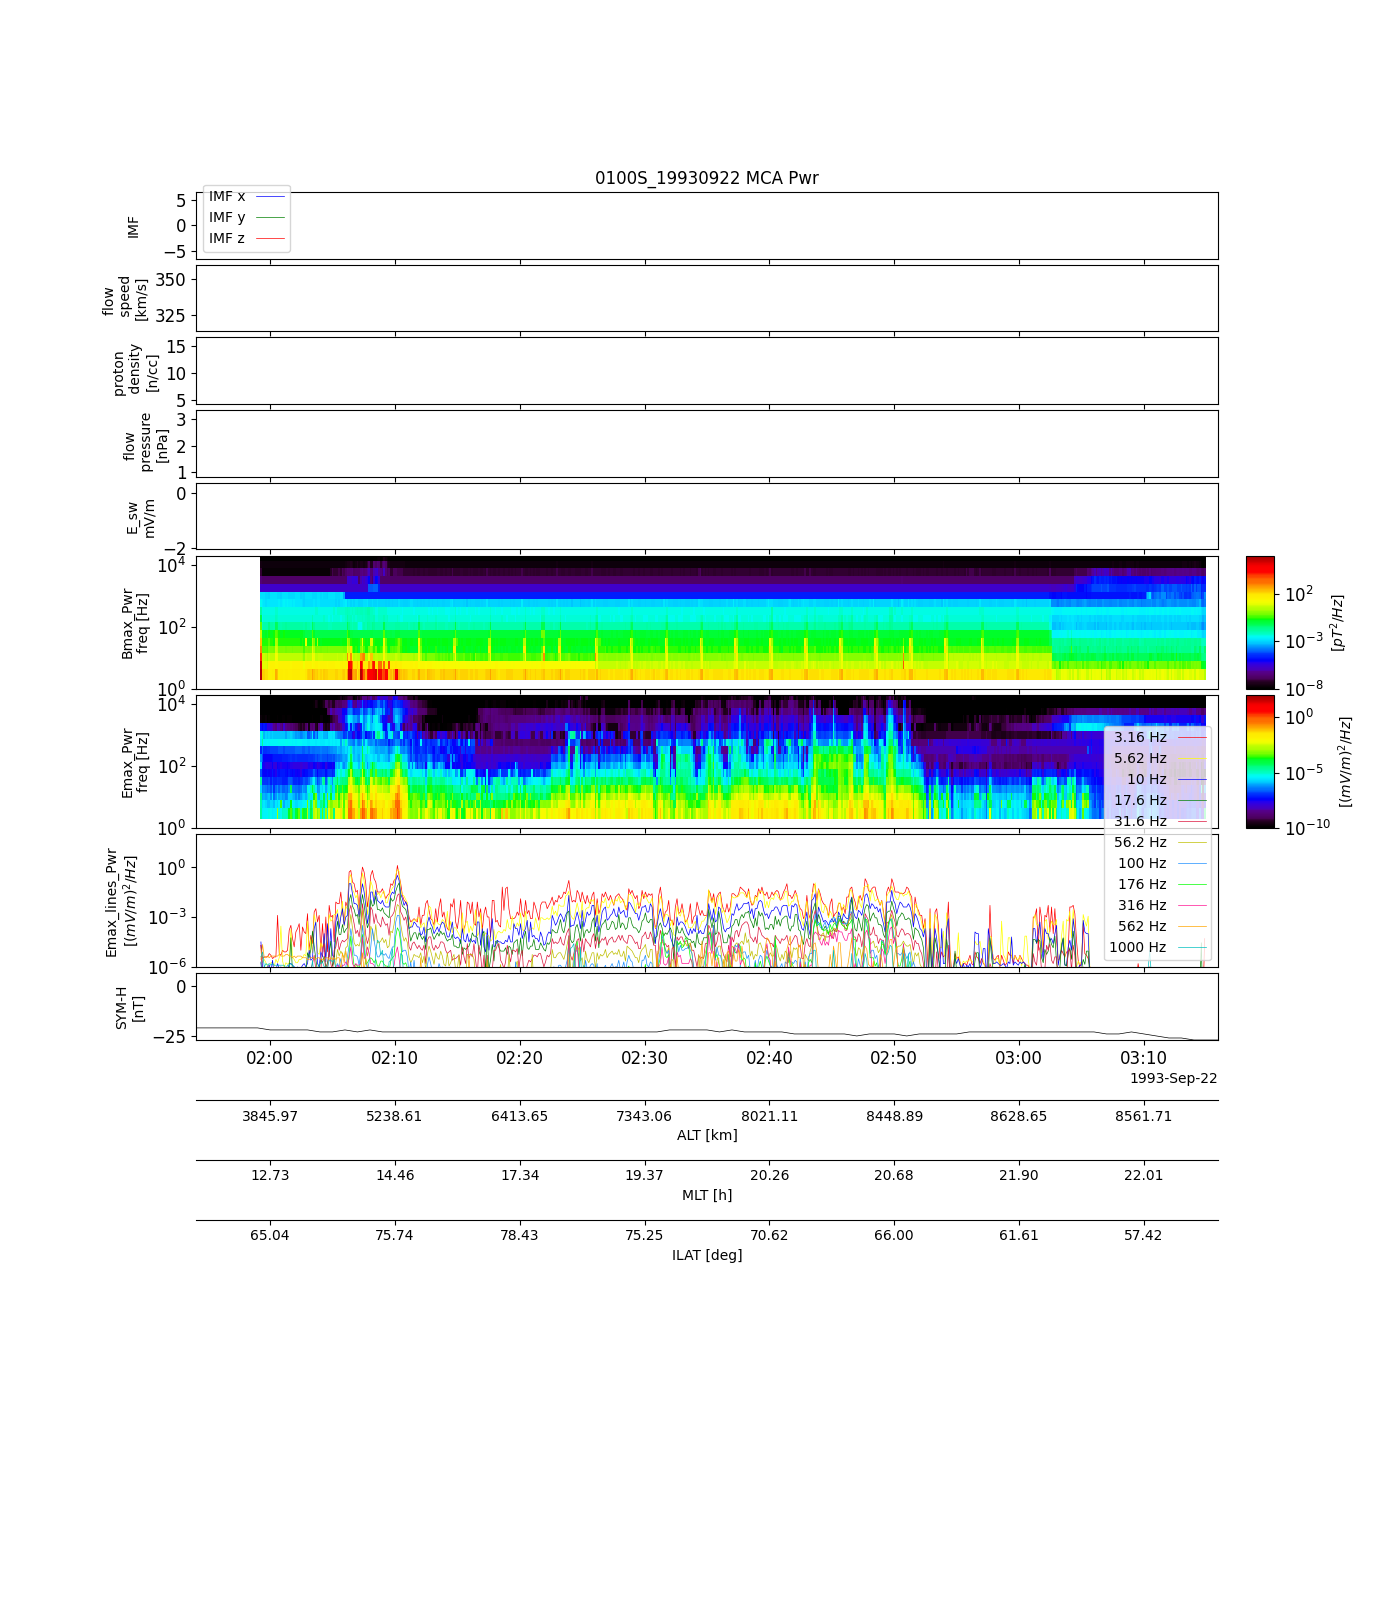 0100S_19930922 MCA Pwr
IMF
5
0
−5
IMF x
IMF y
IMF z
flow
speed
[km/s]
350
325
proton
density
[n/cc]
15
10
5
flow
pressure
[nPa]
3
2
1
E_sw
mV/m
0
−2
Bmax_Pwr
freq [Hz]
10^4
10^2
10^0
10^2
10^−3
10^−8
[pT^2/Hz]
Emax_Pwr
freq [Hz]
10^4
10^2
10^0
10^0
10^−5
10^−10
[(mV/m)^2/Hz]
3.16 Hz
5.62 Hz
10 Hz
17.6 Hz
31.6 Hz
56.2 Hz
100 Hz
176 Hz
316 Hz
562 Hz
1000 Hz
Emax_lines_Pwr
[(mV/m)^2/Hz]
10^0
10^−3
10^−6
SYM-H
[nT]
0
−25
02:00 02:10 02:20 02:30 02:40 02:50 03:00 03:10
1993-Sep-22
3845.97 5238.61 6413.65 7343.06 8021.11 8448.89 8628.65 8561.71
ALT [km]
12.73 14.46 17.34 19.37 20.26 20.68 21.90 22.01
MLT [h]
65.04 75.74 78.43 75.25 70.62 66.00 61.61 57.42
ILAT [deg]